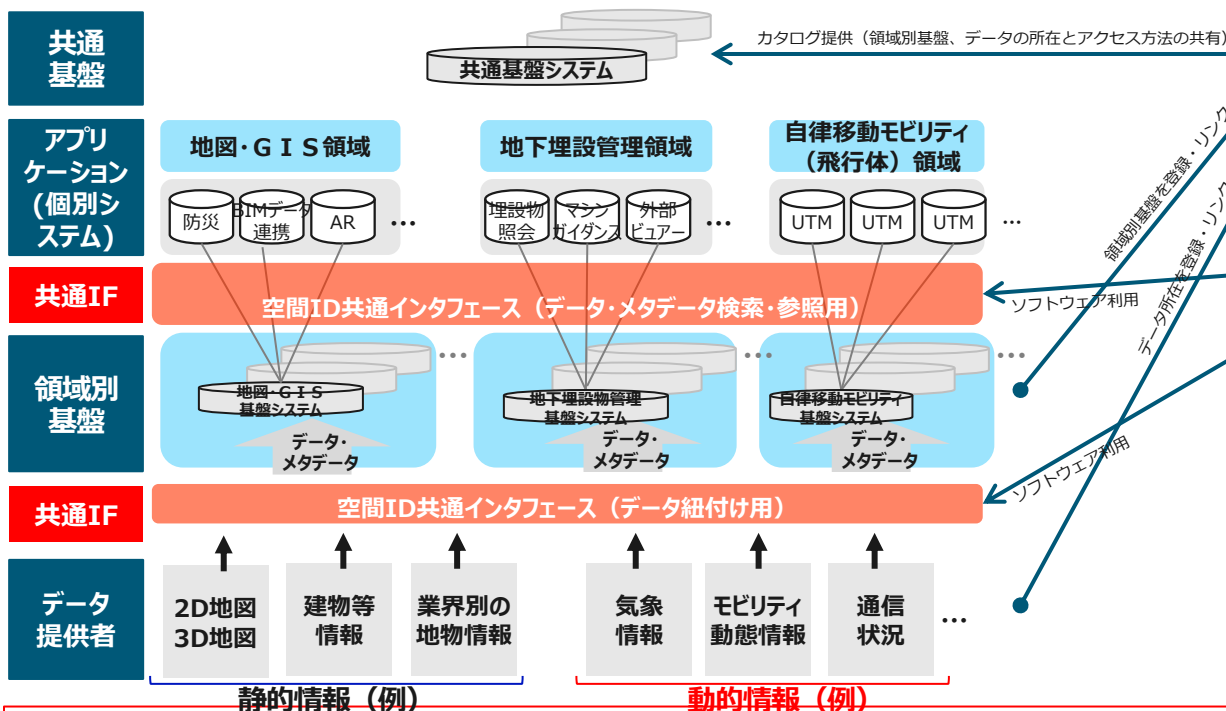 共通
基盤
共通基盤システム
カタログ提供（領域別基盤、データの所在とアクセス方法の共有）
アプリ
ケーション
(個別シ
ステム)
地図・ＧＩＳ領域
地下埋設管理領域
自律移動モビリティ
（飛行体）領域
防災
BIMデータ
連携
AR
…
埋設物
照会
マシン
ガイダンス
外部
ビュアー
…
UTM
UTM
UTM
…
領域別基盤を登録・リンク
データ所在を登録・リンク
共通IF
空間ID共通インタフェース（データ・メタデータ検索・参照用）
ソフトウェア利用
領域別
基盤
…
地図・ＧＩＳ
基盤システム
データ・
メタデータ
…
地下埋設物管理
基盤システム
データ・
メタデータ
…
自律移動モビリティ
基盤システム
データ・
メタデータ
ソフトウェア利用
共通IF
空間ID共通インタフェース（データ紐付け用）
データ
提供者
2D地図
3D地図
建物等
情報
業界別の
地物情報
気象
情報
モビリティ
動態情報
通信
状況
…
静的情報（例）
動的情報（例）